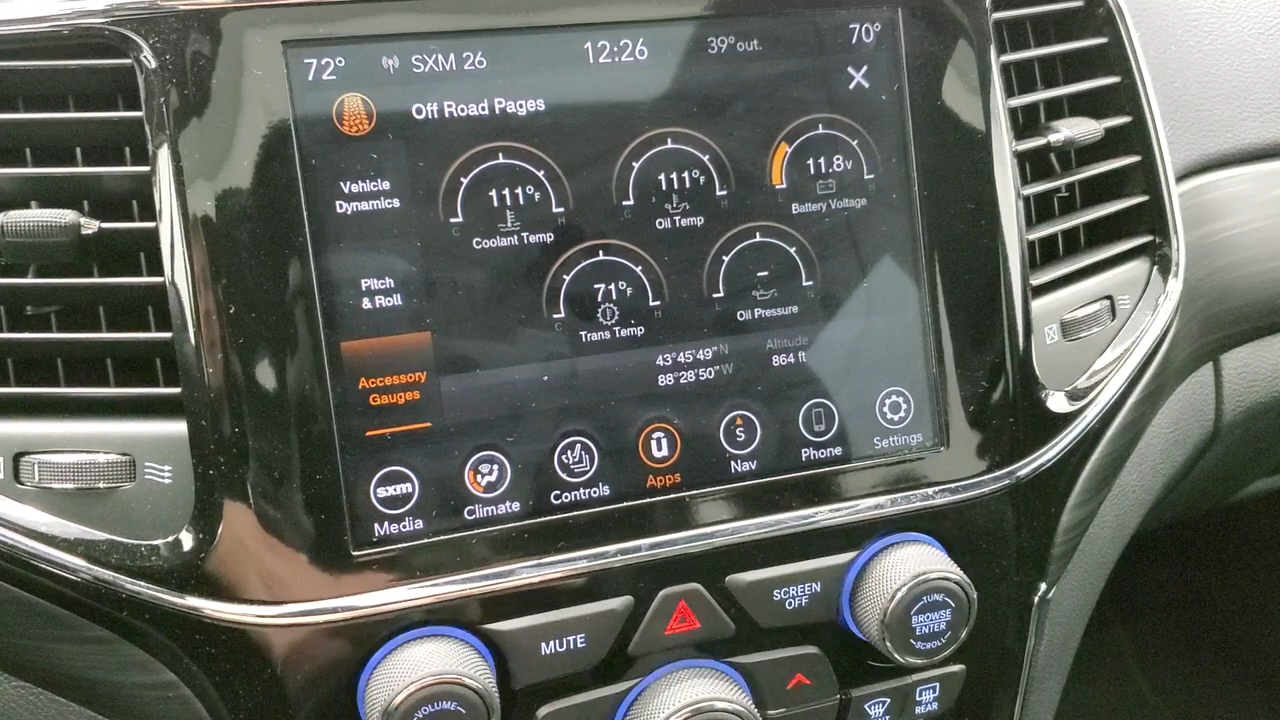 72° SXM 26 12:26 39° out. 70°
Off Road Pages
Vehicle
Dynamics
111°F
C H
Coolant Temp
111°F
C H
Oil Temp
11.8v
L H
Battery Voltage
Pitch
& Roll
71°F
C H
Trans Temp
-
L H
Oil Pressure
Accessory
Gauges
43°45'49" N
88°28'50" W
Altitude
864 ft
sxm
Media
Climate
Controls
Apps
S
Nav
Phone
Settings
MUTE
SCREEN
OFF
TUNE
BROWSE
ENTER
SCROLL
VOLUME
REAR